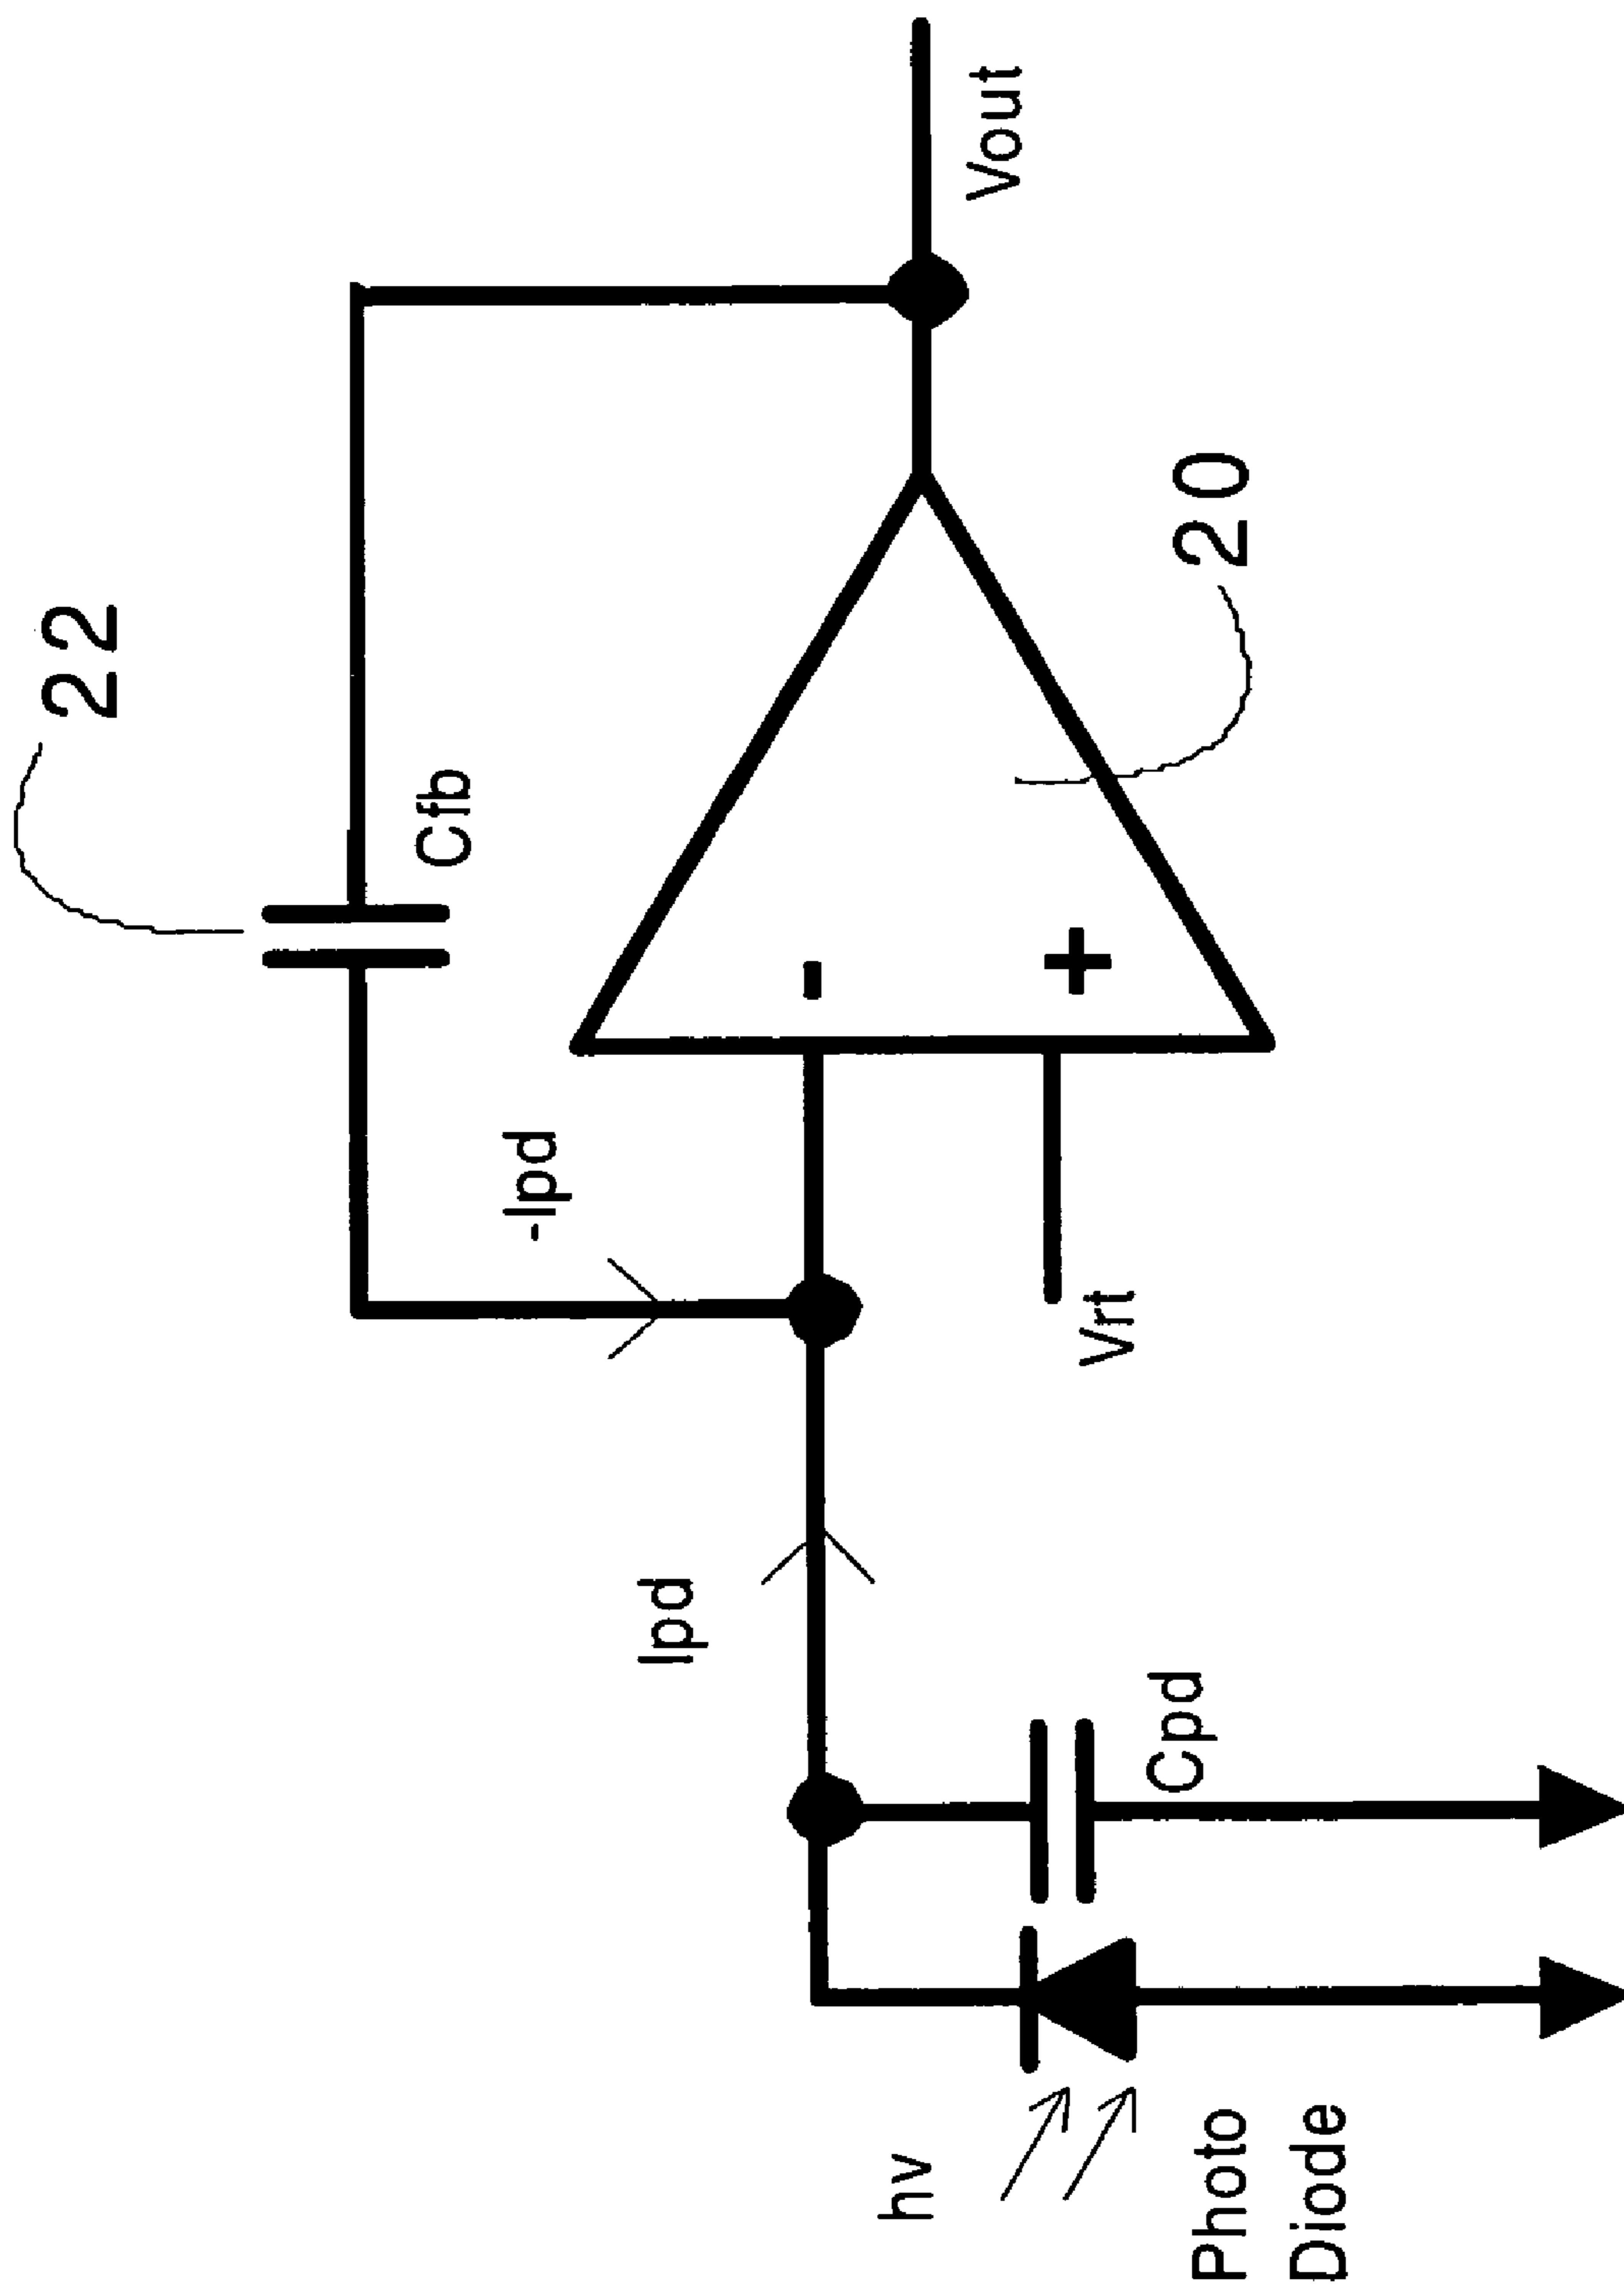 22
Cfb
-Ipd
Ipd
-
+
Vout
20
Vrt
Cpd
hv
Photo
Diode